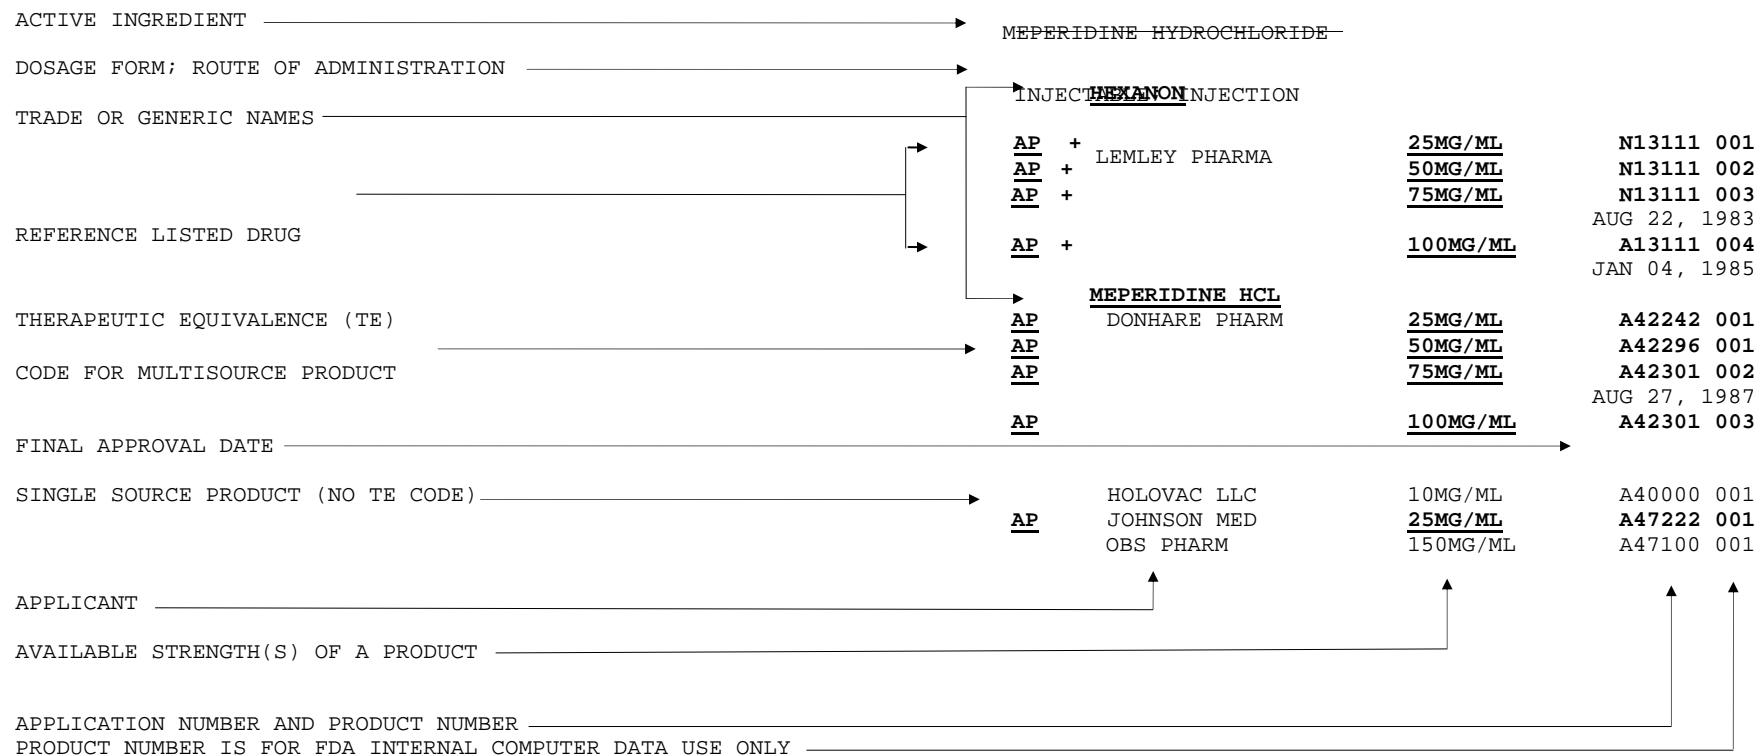 ACTIVE INGREDIENT
MEPERIDINE HYDROCHLORIDE
DOSAGE FORM; ROUTE OF ADMINISTRATION
HEXANON
INJECTABLE; INJECTION
TRADE OR GENERIC NAMES
AP + 25MG/ML N13111 001
LEMLEY PHARMA
AP + 50MG/ML N13111 002
AP + 75MG/ML N13111 003
AUG 22, 1983
REFERENCE LISTED DRUG
AP + 100MG/ML A13111 004
JAN 04, 1985
MEPERIDINE HCL
THERAPEUTIC EQUIVALENCE (TE) AP DONHARE PHARM 25MG/ML A42242 001
AP 50MG/ML A42296 001
CODE FOR MULTISOURCE PRODUCT AP 75MG/ML A42301 002
AUG 27, 1987
AP 100MG/ML A42301 003
FINAL APPROVAL DATE
SINGLE SOURCE PRODUCT (NO TE CODE) HOLOVAC LLC 10MG/ML A40000 001
AP JOHNSON MED 25MG/ML A47222 001
OBS PHARM 150MG/ML A47100 001
APPLICANT
AVAILABLE STRENGTH(S) OF A PRODUCT
APPLICATION NUMBER AND PRODUCT NUMBER
PRODUCT NUMBER IS FOR FDA INTERNAL COMPUTER DATA USE ONLY